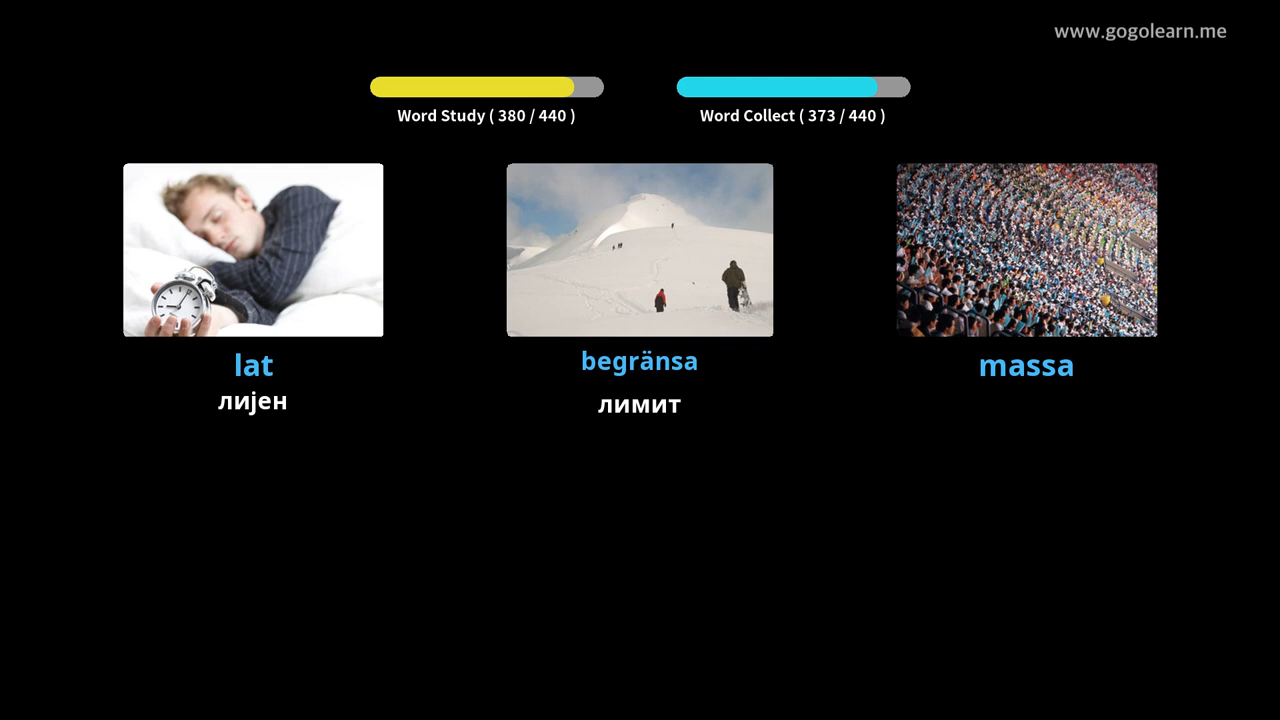 www.gogolearn.me
Word Study ( 380 / 440 )
Word Collect ( 373 / 440 )
lat
лијен
begränsa
лимит
massa